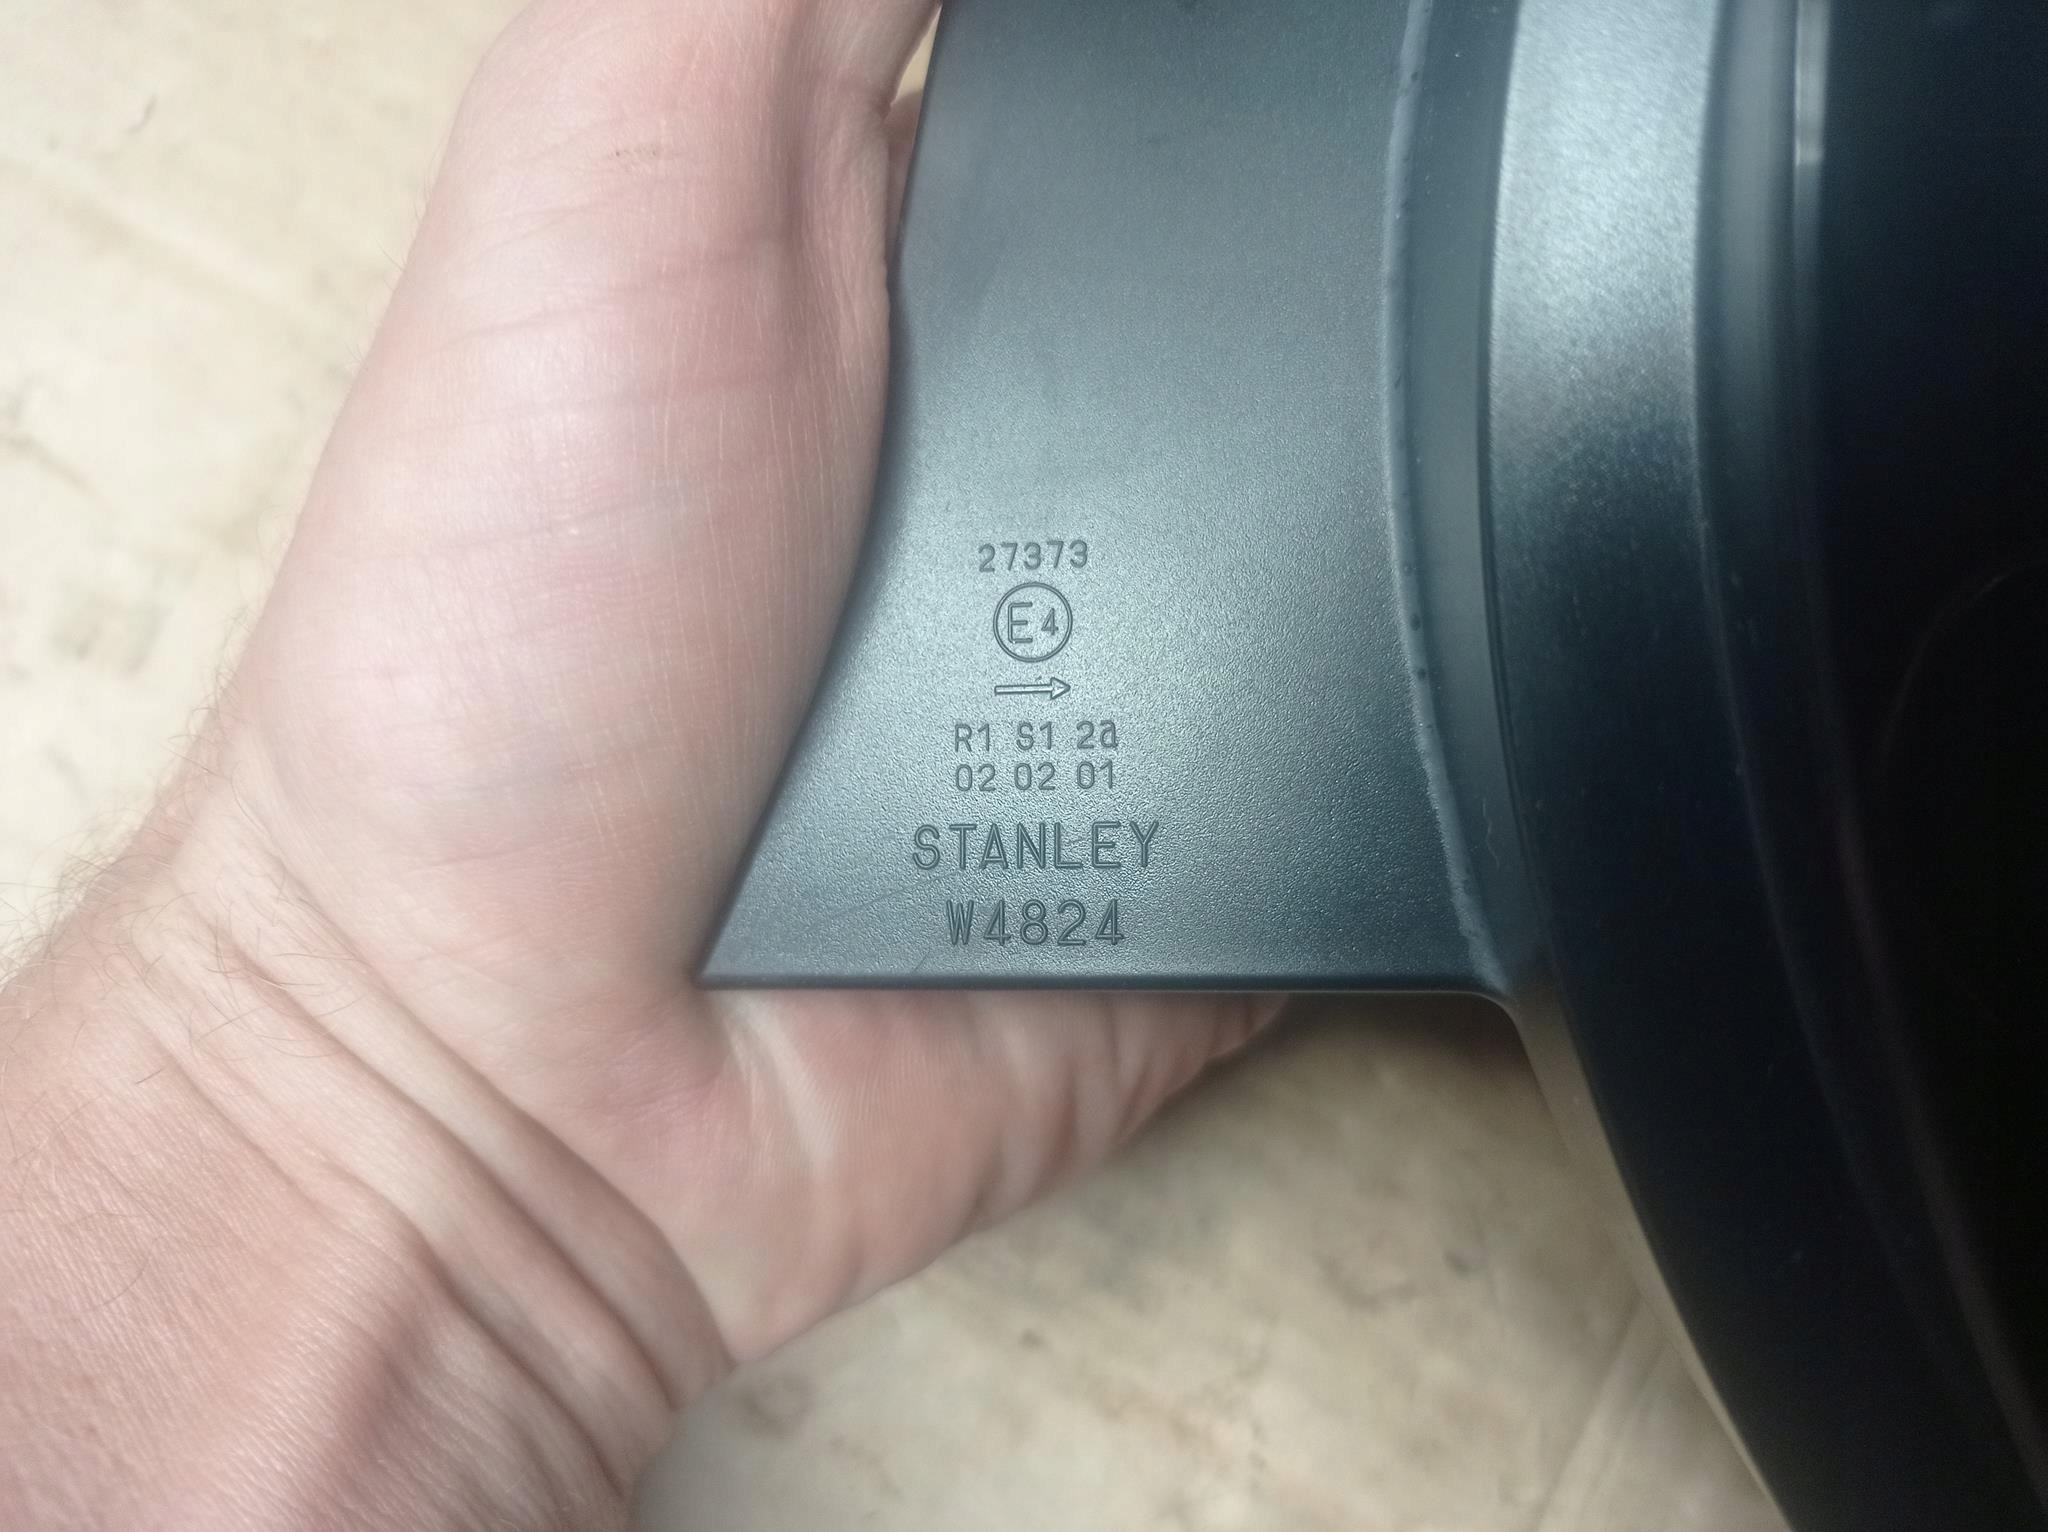 27373
E4
→
R1 S1 2a
02 02 01
STANLEY
W4824